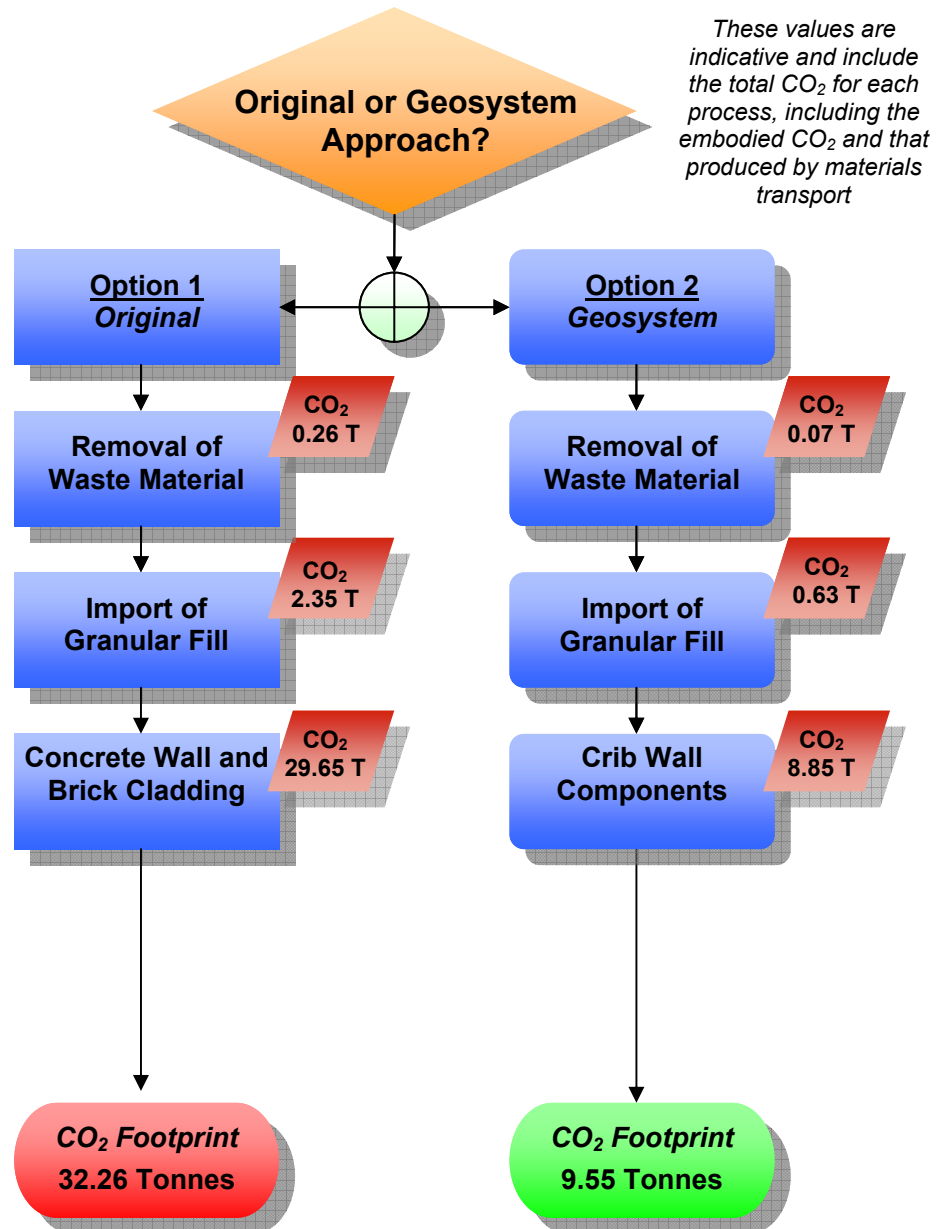 These values are
indicative and include
the total CO₂ for each
process, including the
embodied CO₂ and that
produced by materials
transport
Original or Geosystem
Approach?
Option 1
Original
CO₂
0.26 T
Removal of
Waste Material
CO₂
2.35 T
Import of
Granular Fill
CO₂
29.65 T
Concrete Wall and
Brick Cladding
CO₂ Footprint
32.26 Tonnes
Option 2
Geosystem
CO₂
0.07 T
Removal of
Waste Material
CO₂
0.63 T
Import of
Granular Fill
CO₂
8.85 T
Crib Wall
Components
CO₂ Footprint
9.55 Tonnes